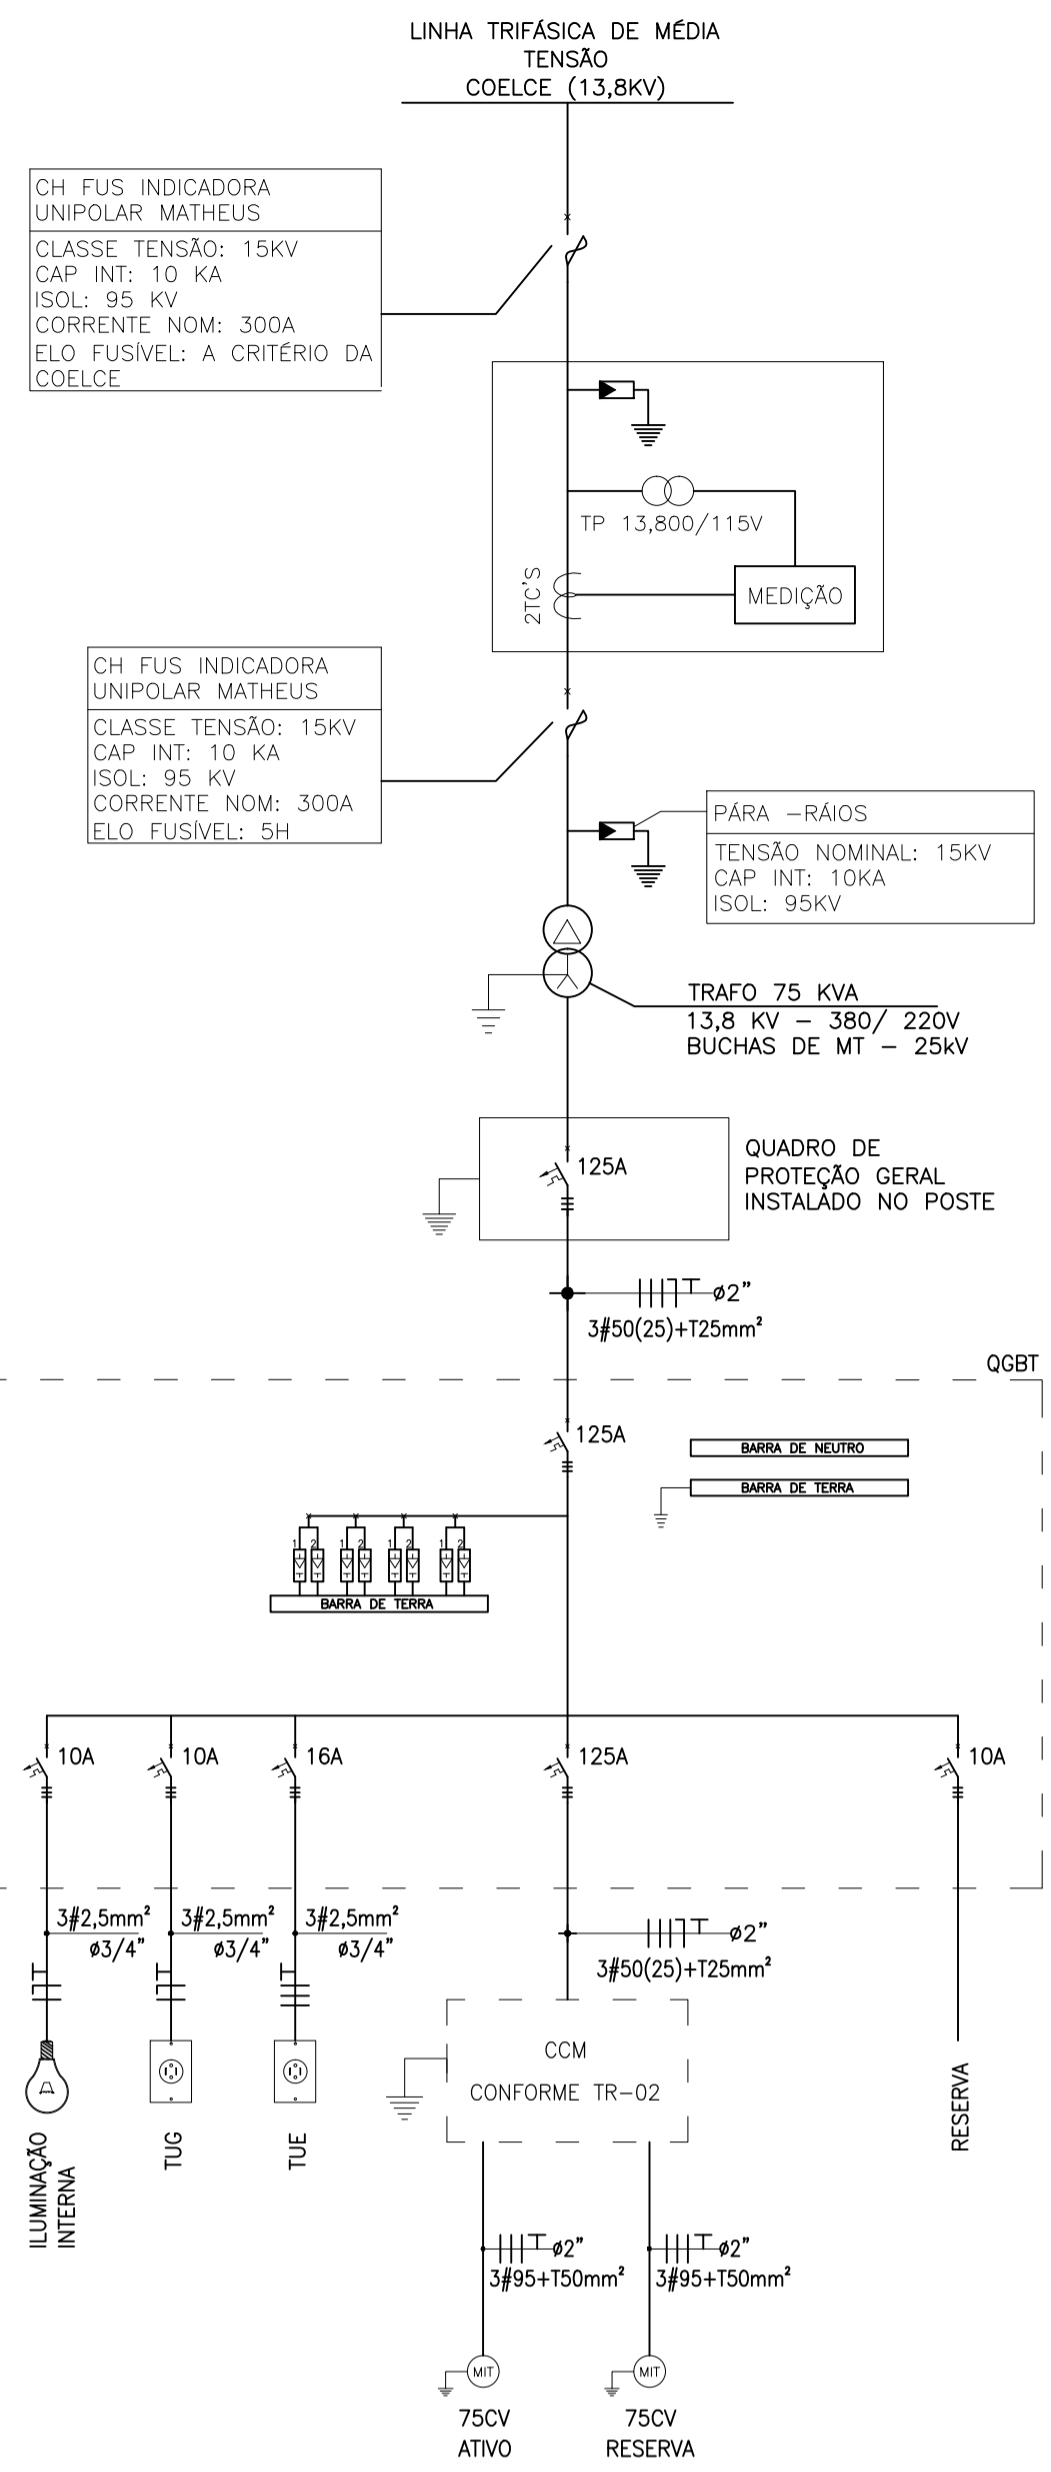 LINHA TRIFÁSICA DE MÉDIA
TENSÃO
COELCE (13,8KV)
CH FUS INDICADORA
UNIPOLAR MATHEUS
CLASSE TENSÃO: 15KV
CAP INT: 10 KA
ISOL: 95 KV
CORRENTE NOM: 300A
ELO FUSÍVEL: A CRITÉRIO DA
COELCE
TP 13,800/115V
2TC'S
MEDIÇÃO
CH FUS INDICADORA
UNIPOLAR MATHEUS
CLASSE TENSÃO: 15KV
CAP INT: 10 KA
ISOL: 95 KV
CORRENTE NOM: 300A
ELO FUSÍVEL: 5H
PÁRA –RÁIOS
TENSÃO NOMINAL: 15KV
CAP INT: 10KA
ISOL: 95KV
TRAFO 75 KVA
13,8 KV – 380/ 220V
BUCHAS DE MT – 25kV
125A
QUADRO DE
PROTEÇÃO GERAL
INSTALADO NO POSTE
ø2"
3#50(25)+T25mm²
QGBT
125A
BARRA DE NEUTRO
BARRA DE TERRA
1 2 1 2 1 2 1 2
BARRA DE TERRA
10A
10A
16A
125A
10A
3#2,5mm²
ø3/4"
3#2,5mm²
ø3/4"
3#2,5mm²
ø3/4"
ø2"
3#50(25)+T25mm²
CCM
CONFORME TR–02
ILUMINAÇÃO
INTERNA
TUG
TUE
RESERVA
ø2"
3#95+T50mm²
ø2"
3#95+T50mm²
MIT
MIT
75CV
ATIVO
75CV
RESERVA